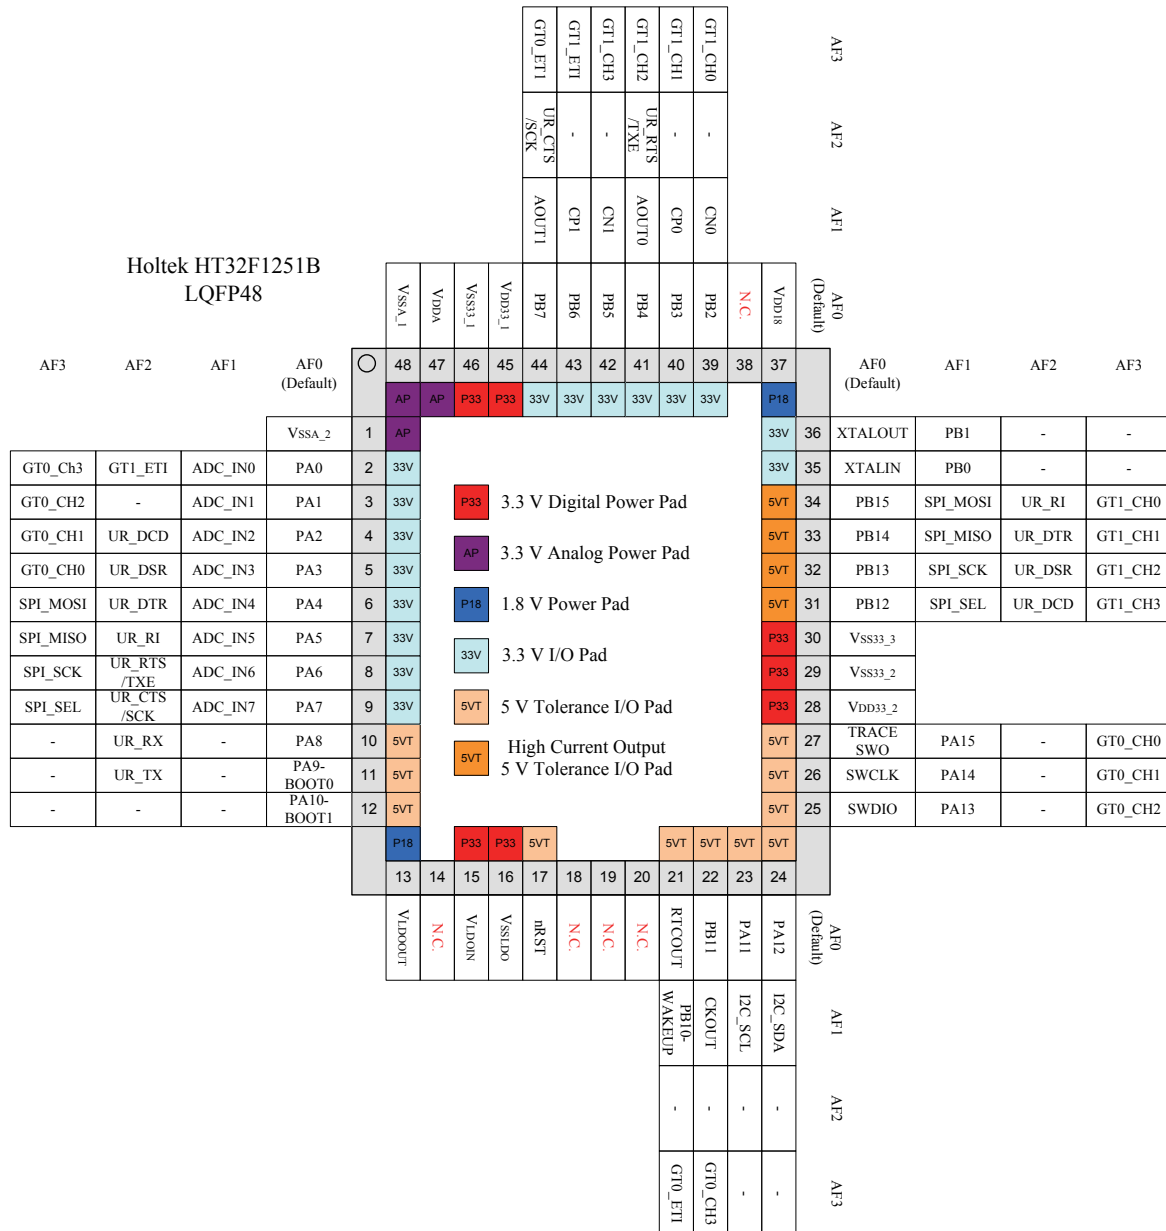 GT0_ET1 GT1_ETI GT1_CH3 GT1_CH2 GT1_CH1 GT1_CH0 AF3
UR_CTS /SCK - - UR_RTS /TXE - - AF2
AOUT1 CP1 CN1 AOUT0 CP0 CN0 AF1
Holtek HT32F1251B
LQFP48
VSSA_1 VDDA VSS33_1 VDD33_1 PB7 PB6 PB5 PB4 PB3 PB2 N.C. VDD18 AF0 (Default)
AF3 AF2 AF1 AF0 (Default) 48 47 46 45 44 43 42 41 40 39 38 37 AF0 (Default) AF1 AF2 AF3
AP AP P33 P33 33V 33V 33V 33V 33V 33V P18
VSSA_2 1 AP 33V 36 XTALOUT PB1 - -
GT0_Ch3 GT1_ETI ADC_IN0 PA0 2 33V 33V 35 XTALIN PB0 - -
GT0_CH2 - ADC_IN1 PA1 3 33V P33 3.3 V Digital Power Pad 5VT 34 PB15 SPI_MOSI UR_RI GT1_CH0
GT0_CH1 UR_DCD ADC_IN2 PA2 4 33V AP 3.3 V Analog Power Pad 5VT 33 PB14 SPI_MISO UR_DTR GT1_CH1
GT0_CH0 UR_DSR ADC_IN3 PA3 5 33V 5VT 32 PB13 SPI_SCK UR_DSR GT1_CH2
SPI_MOSI UR_DTR ADC_IN4 PA4 6 33V P18 1.8 V Power Pad 5VT 31 PB12 SPI_SEL UR_DCD GT1_CH3
SPI_MISO UR_RI ADC_IN5 PA5 7 33V 33V 3.3 V I/O Pad P33 30 VSS33_3
SPI_SCK UR_RTS /TXE ADC_IN6 PA6 8 33V P33 29 VSS33_2
SPI_SEL UR_CTS /SCK ADC_IN7 PA7 9 33V 5VT 5 V Tolerance I/O Pad P33 28 VDD33_2
- UR_RX - PA8 10 5VT 5VT High Current Output 5 V Tolerance I/O Pad 5VT 27 TRACE SWO PA15 - GT0_CH0
- UR_TX - PA9-BOOT0 11 5VT 5VT 26 SWCLK PA14 - GT0_CH1
- - - PA10-BOOT1 12 5VT 5VT 25 SWDIO PA13 - GT0_CH2
P18 P33 P33 5VT 5VT 5VT 5VT 5VT
13 14 15 16 17 18 19 20 21 22 23 24
VLDOOUT N.C. VLDOIN VSSLDO nRST N.C. N.C. N.C. RTCOUT PB11 PA11 PA12 AF0 (Default)
PB10-WAKEUP CKOUT I2C_SCL I2C_SDA AF1
- - - - AF2
GT0_ETI GT0_CH3 - - AF3